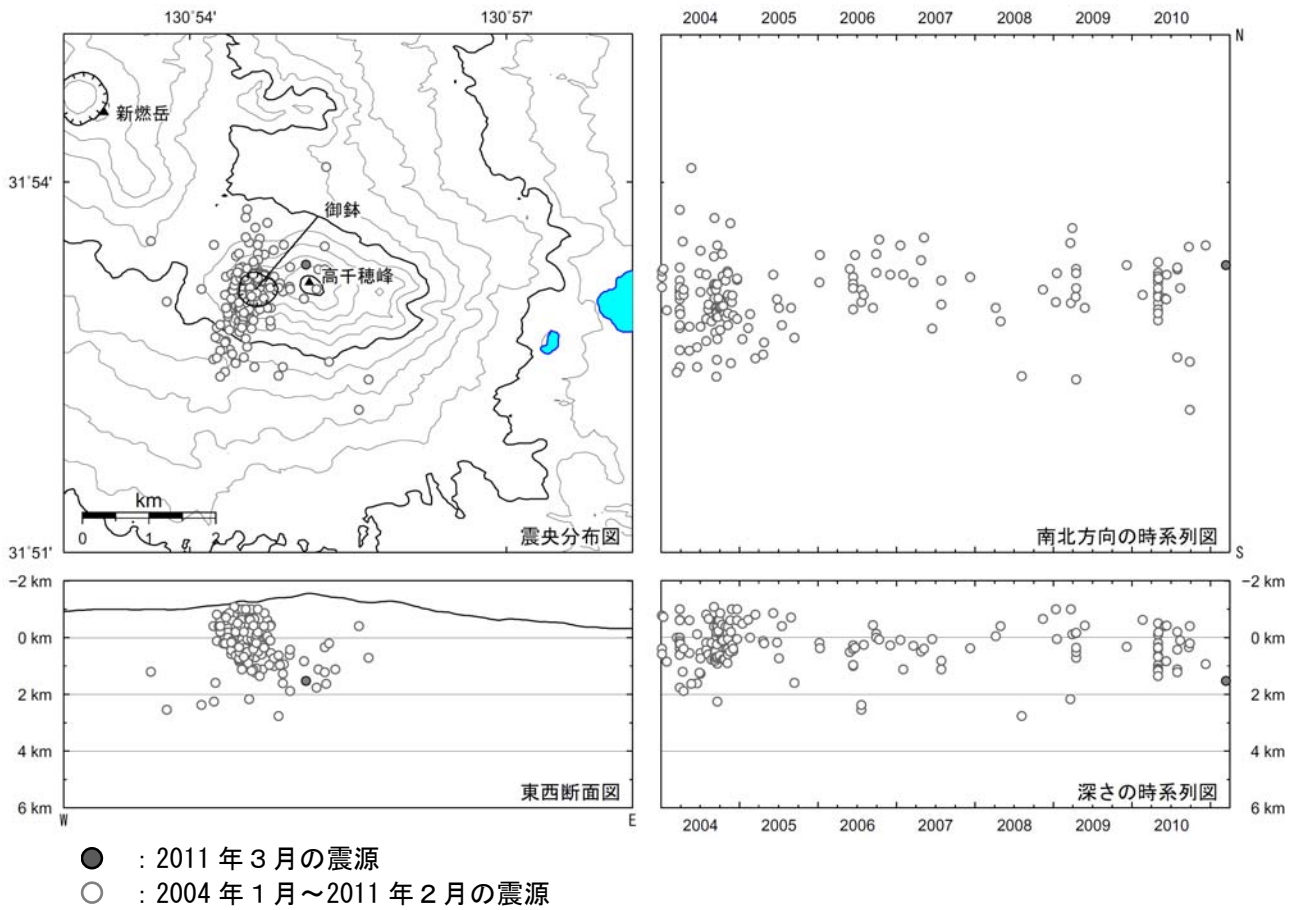 130°54' 130°57'
新燃岳
31°54'
御鉢
高千穂峰
km
0 1 2
震央分布図
31°51'
2004 2005 2006 2007 2008 2009 2010
N
南北方向の時系列図
S
-2 km
0 km
2 km
4 km
6 km
東西断面図
W E
-2 km
0 km
2 km
4 km
6 km
深さの時系列図
2004 2005 2006 2007 2008 2009 2010
：2011 年３月の震源
：2004 年１月～2011 年２月の震源